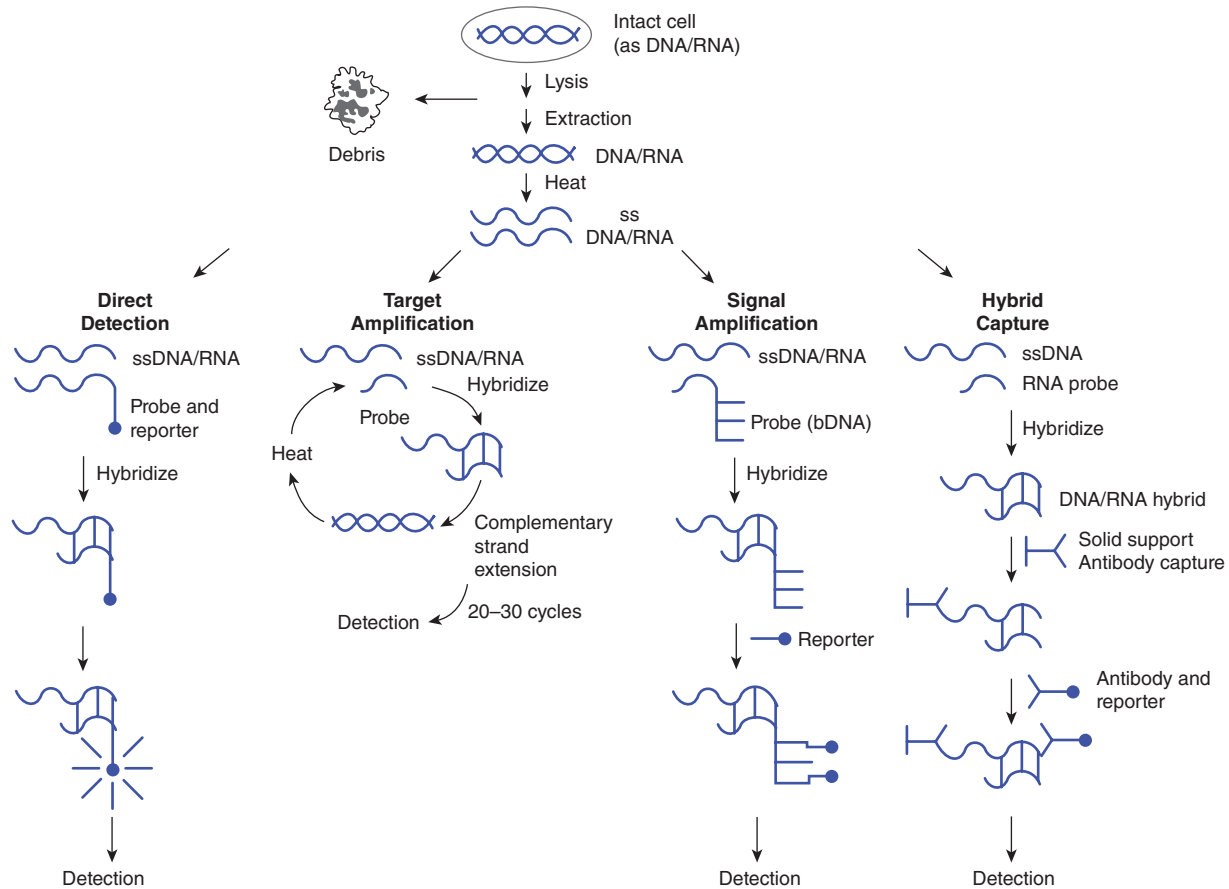 Intact cell
(as DNA/RNA)
Lysis
Extraction
Debris
DNA/RNA
Heat
ss
DNA/RNA
Direct
Detection
ssDNA/RNA
Probe and
reporter
Hybridize
Detection
Target
Amplification
ssDNA/RNA
Hybridize
Probe
Heat
Complementary
strand
extension
20–30 cycles
Detection
Signal
Amplification
ssDNA/RNA
Probe (bDNA)
Hybridize
Reporter
Detection
Hybrid
Capture
ssDNA
RNA probe
Hybridize
DNA/RNA hybrid
Solid support
Antibody capture
Antibody and
reporter
Detection